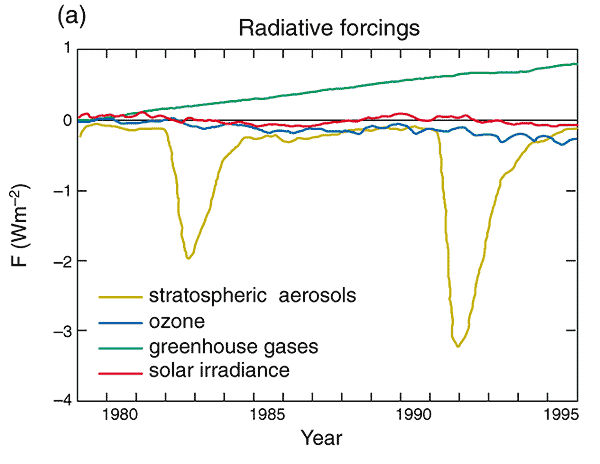 (a)
Radiative forcings
1
0
–1
–2
–3
–4
F (Wm⁻²)
stratospheric aerosols
ozone
greenhouse gases
solar irradiance
1980 1985 1990 1995
Year